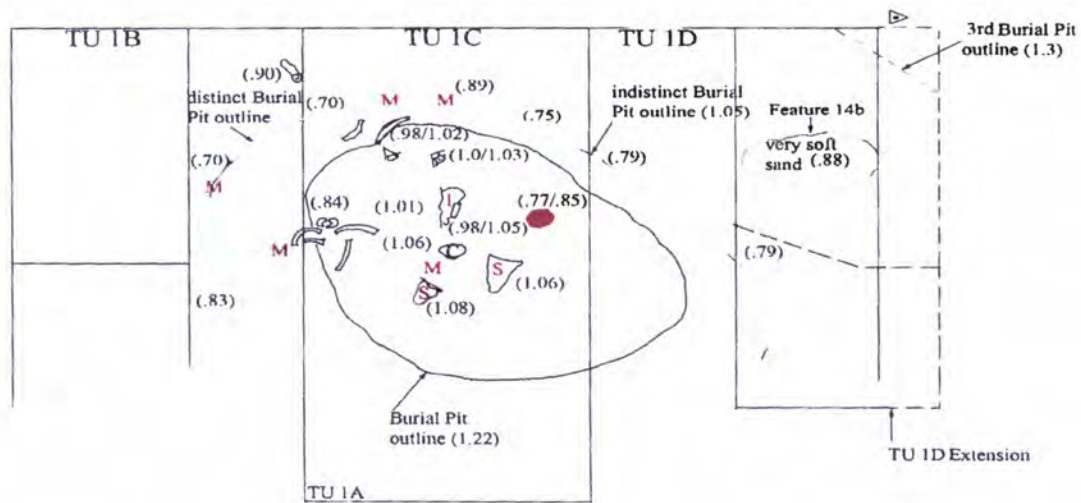 TU 1B
TU 1C
TU 1D
3rd Burial Pit
outline (1.3)
(.90)
distinct Burial
Pit outline
(.70)
M
M
(.89)
(.75)
indistinct Burial
Pit outline (1.05)
Feature 14b
very soft
sand (.88)
(.98/1.02)
(1.0/1.03)
(.79)
(.70)
M
(.84)
(1.01)
I
(.77/.85)
(.98/1.05)
M
(1.06)
M
S
(1.06)
(.79)
(.83)
S
(1.08)
Burial Pit
outline (1.22)
TU 1D Extension
TU 1A